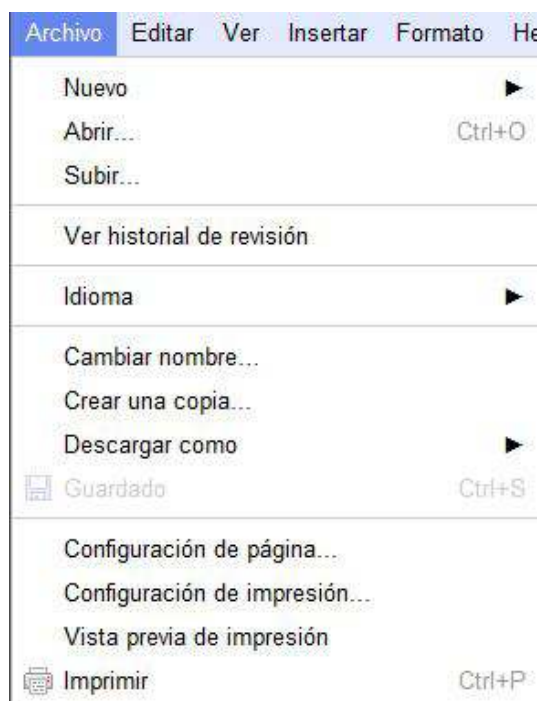 Archivo Editar Ver Insertar Formato He
Nuevo
Abrir... Ctrl+O
Subir...
Ver historial de revisión
Idioma
Cambiar nombre...
Crear una copia...
Descargar como
Guardado Ctrl+S
Configuración de página...
Configuración de impresión...
Vista previa de impresión
Imprimir Ctrl+P